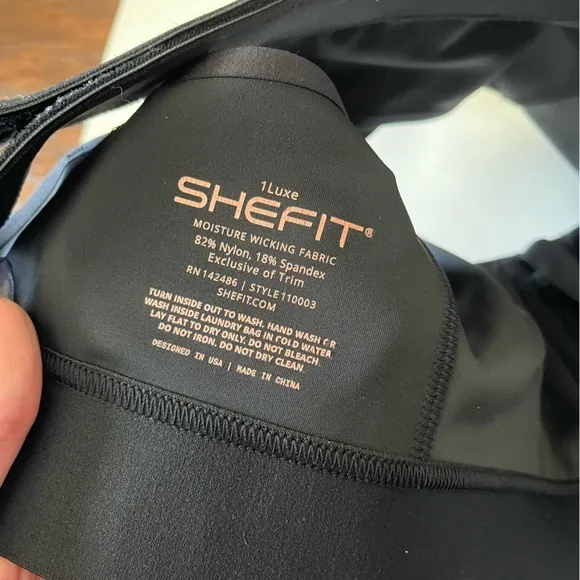 1Luxe
SHEFIT®
MOISTURE WICKING FABRIC
82% Nylon, 18% Spandex
Exclusive of Trim
RN 142486 | STYLE 110003
SHEFIT.COM
TURN INSIDE OUT TO WASH. HAND WASH OR
WASH INSIDE LAUNDRY BAG IN COLD WATER
LAY FLAT TO DRY ONLY. DO NOT BLEACH.
DO NOT IRON. DO NOT DRY CLEAN
DESIGNED IN USA | MADE IN CHINA